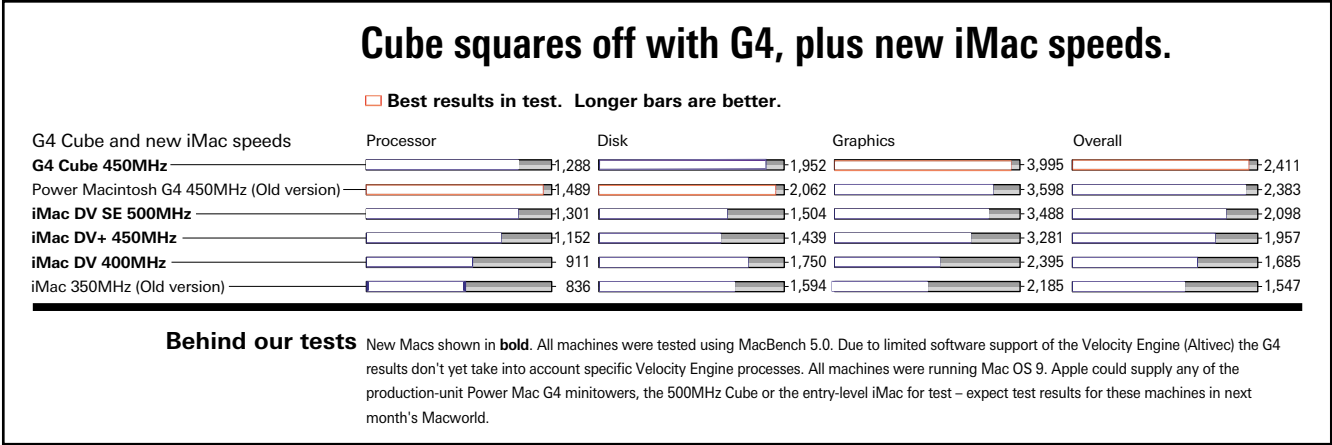 Cube squares off with G4, plus new iMac speeds.
Best results in test. Longer bars are better.
G4 Cube and new iMac speeds Processor Disk Graphics Overall
G4 Cube 450MHz 1,288 1,952 3,995 2,411
Power Macintosh G4 450MHz (Old version) 1,489 2,062 3,598 2,383
iMac DV SE 500MHz 1,301 1,504 3,488 2,098
iMac DV+ 450MHz 1,152 1,439 3,281 1,957
iMac DV 400MHz 911 1,750 2,395 1,685
iMac 350MHz (Old version) 836 1,594 2,185 1,547
Behind our tests New Macs shown in bold. All machines were tested using MacBench 5.0. Due to limited software support of the Velocity Engine (Altivec) the G4
results don't yet take into account specific Velocity Engine processes. All machines were running Mac OS 9. Apple could supply any of the
production-unit Power Mac G4 minitowers, the 500MHz Cube or the entry-level iMac for test – expect test results for these machines in next
month's Macworld.